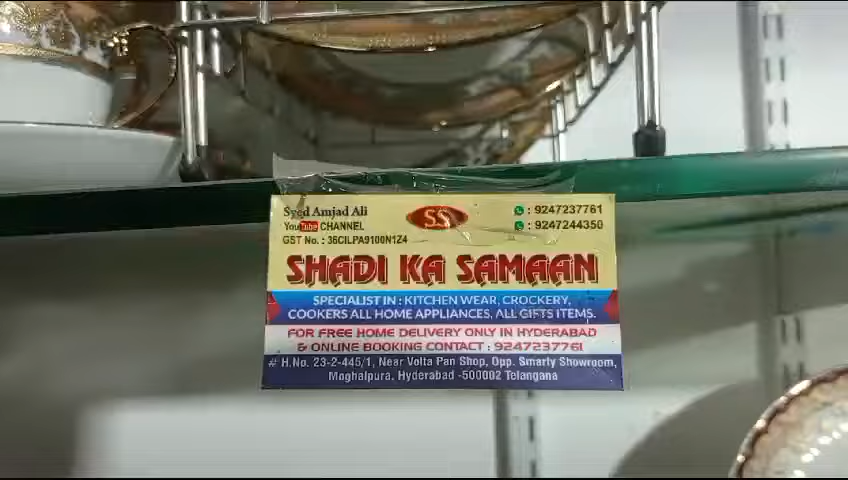 Syed Amjad Ali
YouTube CHANNEL
GST No. : 36CILPA9100N1Z4
SS
: 9247237761
: 9247244350
SHADI KA SAMAAN
SPECIALIST IN : KITCHEN WEAR, CROCKERY,
COOKERS ALL HOME APPLIANCES, ALL GIFTS ITEMS.
FOR FREE HOME DELIVERY ONLY IN HYDERABAD
& ONLINE BOOKING CONTACT : 9247237761
# H.No. 23-2-445/1, Near Volta Pan Shop, Opp. Smarty Showroom,
Moghalpura, Hyderabad -500002 Telangana